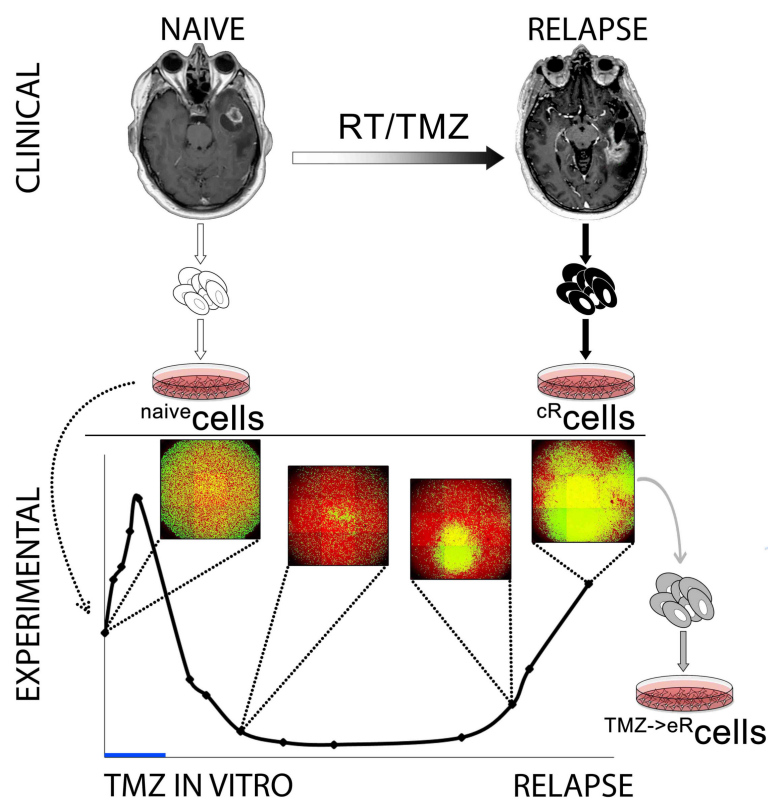 NAIVE
RELAPSE
CLINICAL
RT/TMZ
naivecells
cRcells
EXPERIMENTAL
TMZ->eRcells
TMZ IN VITRO
RELAPSE